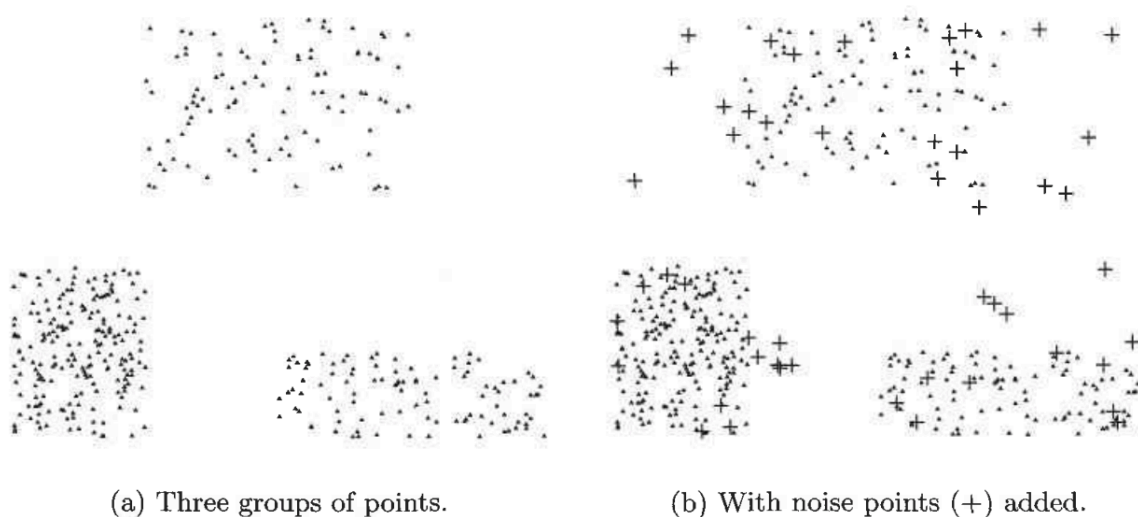 (a) Three groups of points.
(b) With noise points (+) added.